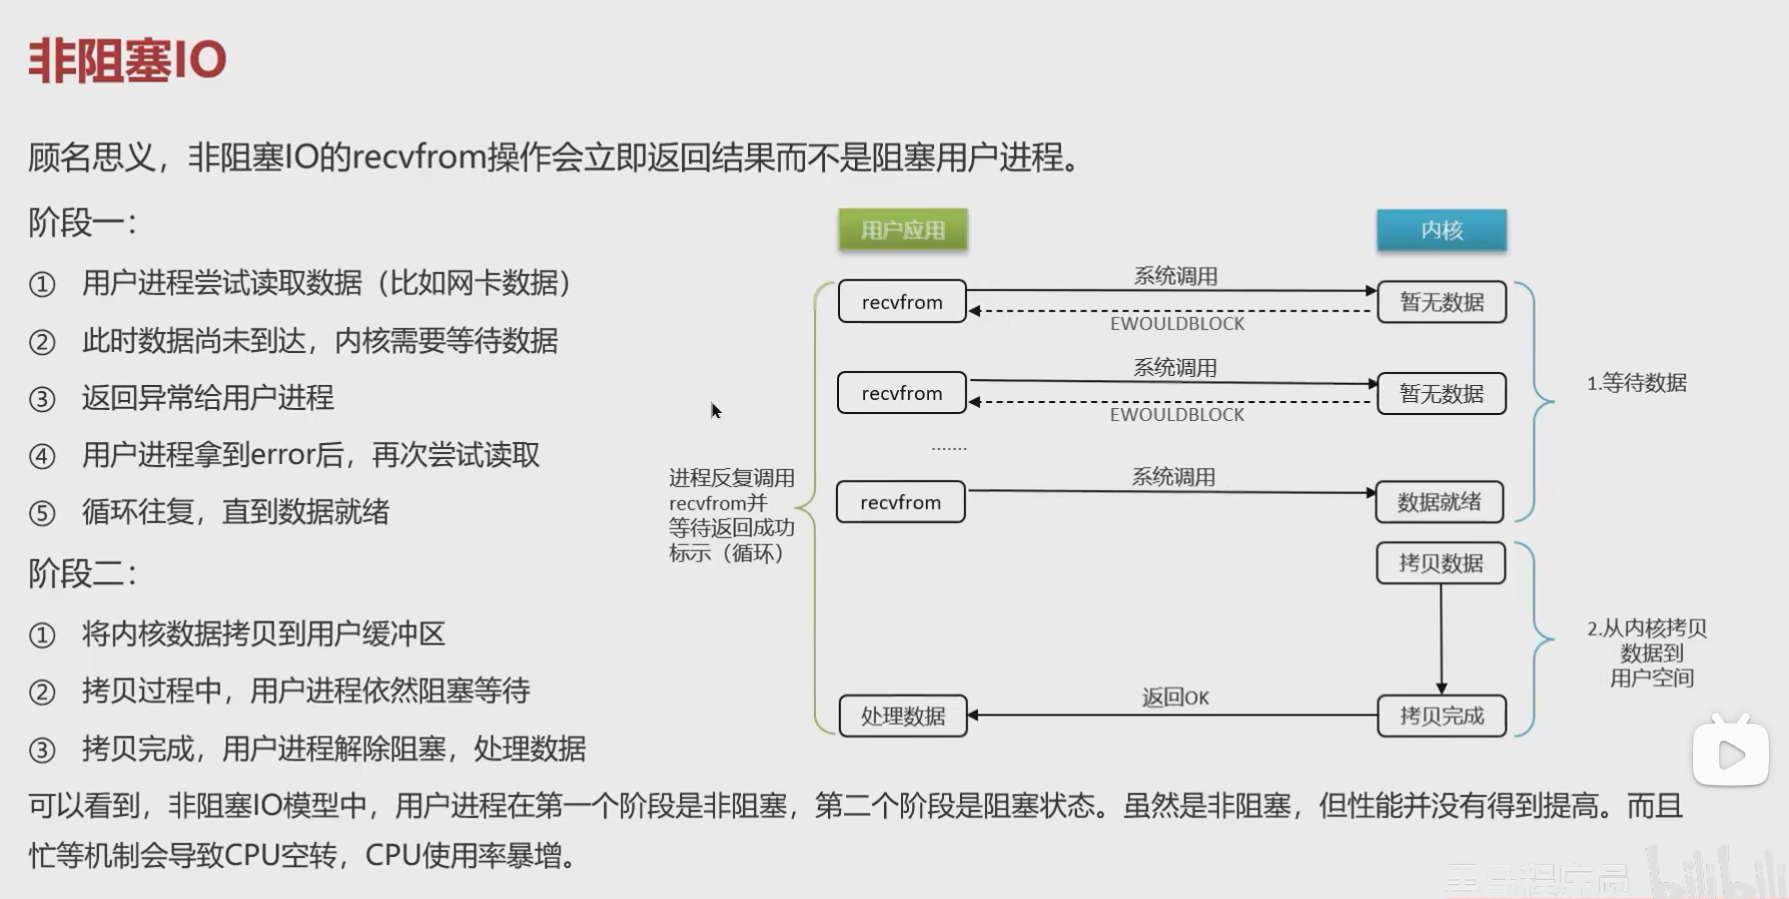 非阻塞IO
顾名思义，非阻塞IO的recvfrom操作会立即返回结果而不是阻塞用户进程。
阶段一：
① 用户进程尝试读取数据（比如网卡数据）
② 此时数据尚未到达，内核需要等待数据
③ 返回异常给用户进程
④ 用户进程拿到error后，再次尝试读取
⑤ 循环往复，直到数据就绪
阶段二：
① 将内核数据拷贝到用户缓冲区
② 拷贝过程中，用户进程依然阻塞等待
③ 拷贝完成，用户进程解除阻塞，处理数据
用户应用
内核
系统调用
recvfrom
暂无数据
EWOULDBLOCK
系统调用
recvfrom
暂无数据
EWOULDBLOCK
1.等待数据
.......
进程反复调用
recvfrom并
等待返回成功
标示（循环）
系统调用
recvfrom
数据就绪
拷贝数据
2.从内核拷贝
数据到
用户空间
返回OK
处理数据
拷贝完成
可以看到，非阻塞IO模型中，用户进程在第一个阶段是非阻塞，第二个阶段是阻塞状态。虽然是非阻塞，但性能并没有得到提高。而且
忙等机制会导致CPU空转，CPU使用率暴增。
bilibili